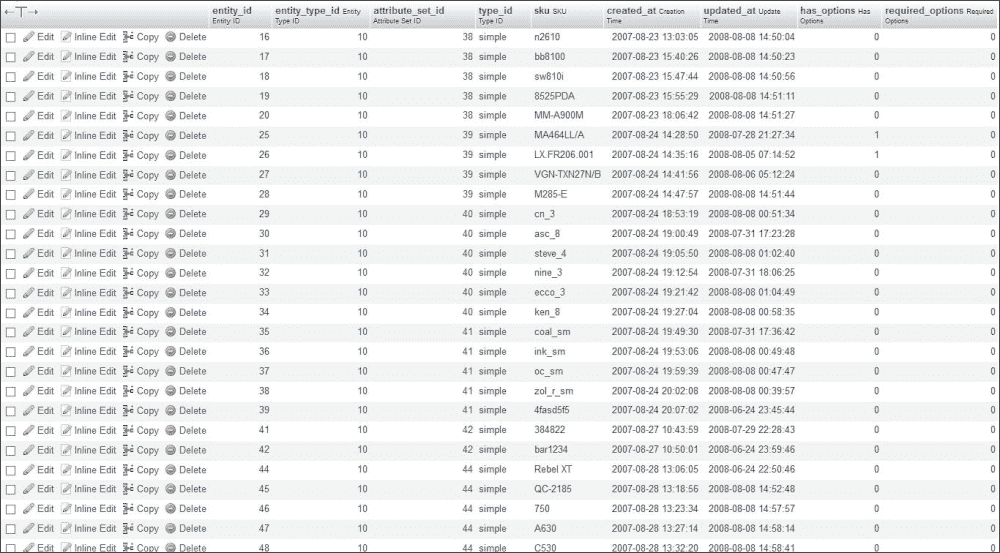 entity_id entity_type_id Entity attribute_set_id type_id sku SKU created_at Creation updated_at Update has_options Has required_options Required
Entity ID Type ID Attribute Set ID Type ID Time Time Options Options
Edit Inline Edit Copy Delete 16 10 38 simple n2610 2007-08-23 13:03:05 2008-08-08 14:50:04 0 0
Edit Inline Edit Copy Delete 17 10 38 simple bb8100 2007-08-23 15:40:26 2008-08-08 14:50:23 0 0
Edit Inline Edit Copy Delete 18 10 38 simple sw810i 2007-08-23 15:47:44 2008-08-08 14:50:56 0 0
Edit Inline Edit Copy Delete 19 10 38 simple 8525PDA 2007-08-23 15:55:29 2008-08-08 14:51:11 0 0
Edit Inline Edit Copy Delete 20 10 38 simple MM-A900M 2007-08-23 18:06:42 2008-08-08 14:51:27 0 0
Edit Inline Edit Copy Delete 25 10 39 simple MA464LL/A 2007-08-24 14:28:50 2008-07-28 21:27:34 1 0
Edit Inline Edit Copy Delete 26 10 39 simple LX.FR206.001 2007-08-24 14:35:16 2008-08-05 07:14:52 1 0
Edit Inline Edit Copy Delete 27 10 39 simple VGN-TXN27N/B 2007-08-24 14:41:56 2008-08-06 05:12:24 0 0
Edit Inline Edit Copy Delete 28 10 39 simple M285-E 2007-08-24 14:47:57 2008-08-08 14:51:44 0 0
Edit Inline Edit Copy Delete 29 10 40 simple cn_3 2007-08-24 18:53:19 2008-08-08 00:51:34 0 0
Edit Inline Edit Copy Delete 30 10 40 simple asc_8 2007-08-24 19:00:49 2008-07-31 17:23:28 0 0
Edit Inline Edit Copy Delete 31 10 40 simple steve_4 2007-08-24 19:05:50 2008-08-08 01:02:40 0 0
Edit Inline Edit Copy Delete 32 10 40 simple nine_3 2007-08-24 19:12:54 2008-07-31 18:06:25 0 0
Edit Inline Edit Copy Delete 33 10 40 simple ecco_3 2007-08-24 19:21:42 2008-08-08 01:04:49 0 0
Edit Inline Edit Copy Delete 34 10 40 simple ken_8 2007-08-24 19:27:04 2008-08-08 00:58:35 0 0
Edit Inline Edit Copy Delete 35 10 41 simple coal_sm 2007-08-24 19:49:30 2008-07-31 17:36:42 0 0
Edit Inline Edit Copy Delete 36 10 41 simple ink_sm 2007-08-24 19:53:06 2008-08-08 00:49:48 0 0
Edit Inline Edit Copy Delete 37 10 41 simple oc_sm 2007-08-24 19:59:39 2008-08-08 00:47:47 0 0
Edit Inline Edit Copy Delete 38 10 41 simple zol_r_sm 2007-08-24 20:02:08 2008-08-08 00:39:57 0 0
Edit Inline Edit Copy Delete 39 10 41 simple 4fasd5f5 2007-08-24 20:07:02 2008-06-24 23:45:44 0 0
Edit Inline Edit Copy Delete 41 10 42 simple 384822 2007-08-27 10:43:59 2008-07-29 22:28:43 0 0
Edit Inline Edit Copy Delete 42 10 42 simple bar1234 2007-08-27 10:50:01 2008-06-24 23:59:46 0 0
Edit Inline Edit Copy Delete 44 10 44 simple Rebel XT 2007-08-28 13:06:05 2008-06-24 22:50:46 0 0
Edit Inline Edit Copy Delete 45 10 44 simple QC-2185 2007-08-28 13:18:56 2008-08-08 14:52:48 0 0
Edit Inline Edit Copy Delete 46 10 44 simple 750 2007-08-28 13:23:34 2008-08-08 14:57:57 0 0
Edit Inline Edit Copy Delete 47 10 44 simple A630 2007-08-28 13:27:14 2008-08-08 14:58:14 0 0
Edit Inline Edit Copy Delete 48 10 44 simple C530 2007-08-28 13:32:20 2008-08-08 14:58:41 0 0